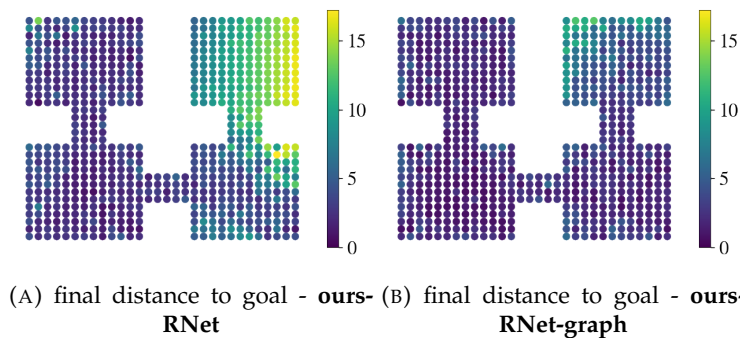 15
10
5
0
15
10
5
0
(A) final distance to goal - ours-
RNet
(B) final distance to goal - ours-
RNet-graph